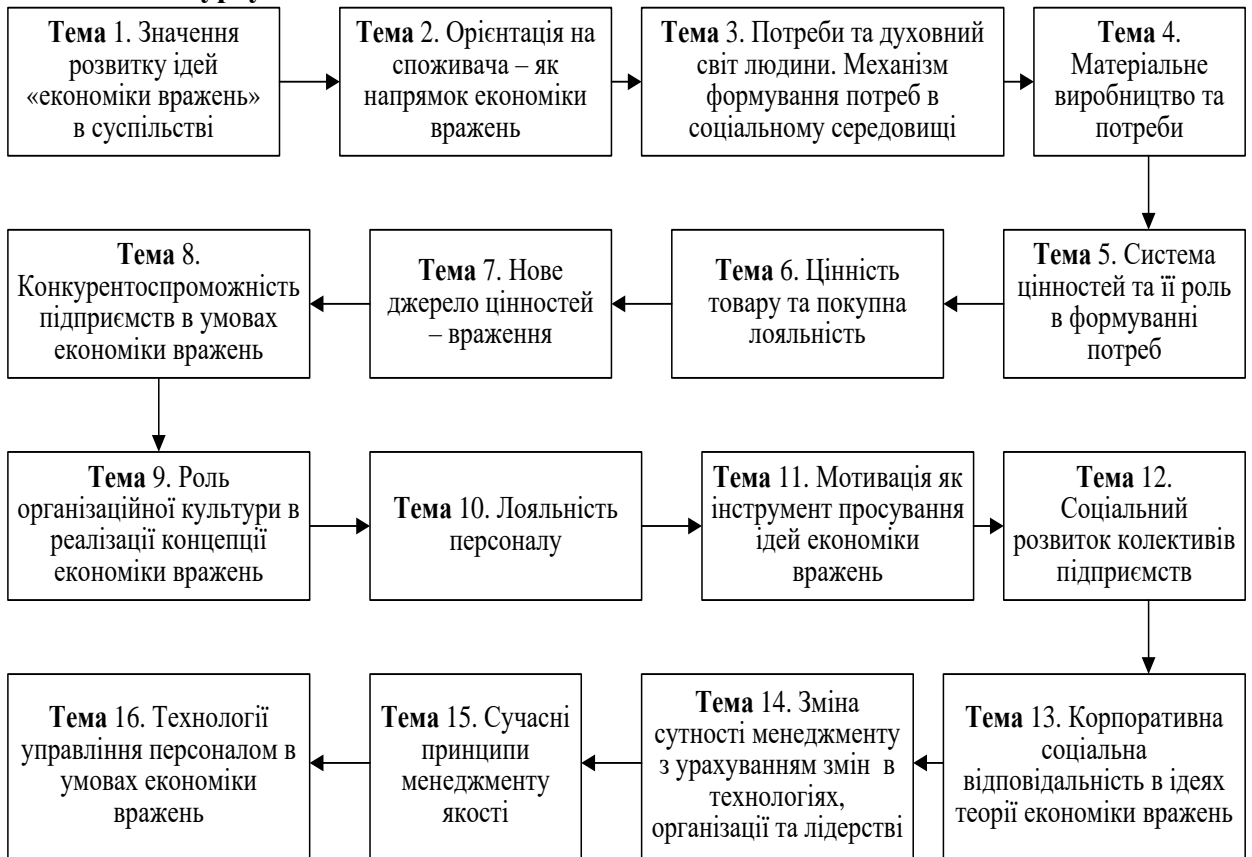 Тема 1. Значення
розвитку ідей
«економіки вражень»
в суспільстві
Тема 2. Орієнтація на
споживача – як
напрямок економіки
вражень
Тема 3. Потреби та духовний
світ людини. Механізм
формування потреб в
соціальному середовищі
Тема 4.
Матеріальне
виробництво та
потреби
Тема 5. Система
цінностей та її роль
в формуванні
потреб
Тема 6. Цінність
товару та покупна
лояльність
Тема 7. Нове
джерело цінностей
– враження
Тема 8.
Конкурентоспроможність
підприємств в умовах
економіки вражень
Тема 9. Роль
організаційної культури в
реалізації концепції
економіки вражень
Тема 10. Лояльність
персоналу
Тема 11. Мотивація як
інструмент просування
ідей економіки
вражень
Тема 12.
Соціальний
розвиток колективів
підприємств
Тема 13. Корпоративна
соціальна
відповідальність в ідеях
теорії економіки вражень
Тема 14. Зміна
сутності менеджменту
з урахуванням змін в
технологіях,
організації та лідерстві
Тема 15. Сучасні
принципи
менеджменту
якості
Тема 16. Технології
управління персоналом в
умовах економіки
вражень